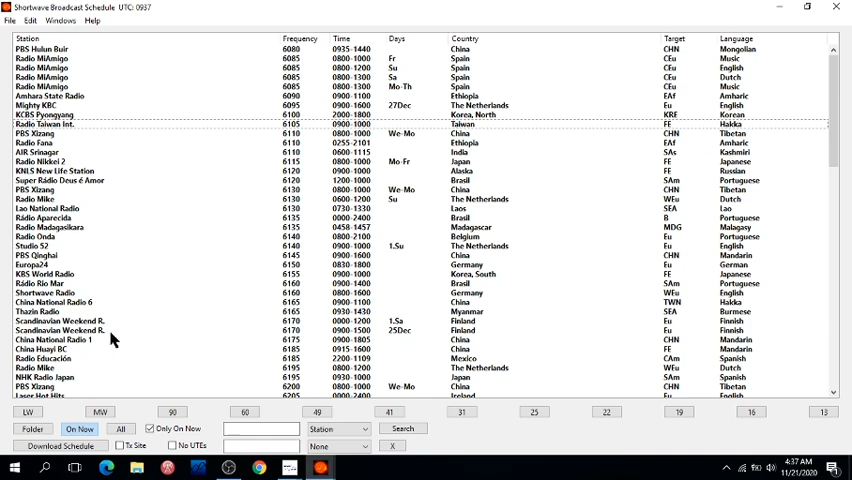 Shortwave Broadcast Schedule UTC: 0937
File Edit Windows Help
Station Frequency Time Days Country Target Language
PBS Hulun Buir 6080 0935-1440 China CHN Mongolian
Radio MiAmigo 6085 0800-1000 Fr Spain CEu Music
Radio MiAmigo 6085 0800-1200 Su Spain CEu English
Radio MiAmigo 6085 0800-1300 Sa Spain CEu Dutch
Radio MiAmigo 6085 0800-1300 Mo-Th Spain CEu Music
Amhara State Radio 6090 0900-1100 Ethiopia EAf Amharic
Mighty KBC 6095 0900-1600 27Dec The Netherlands Eu English
KCBS Pyongyang 6100 2000-1800 Korea, North KRE Korean
Radio Taiwan Int. 6105 0900-1000 Taiwan FE Hakka
PBS Xizang 6110 0800-1000 We-Mo China CHN Tibetan
Radio Fana 6110 0255-2101 Ethiopia EAf Amharic
AIR Srinagar 6110 0600-1115 India SAs Kashmiri
Radio Nikkei 2 6115 0800-1000 Mo-Fr Japan FE Japanese
KNLS New Life Station 6120 0900-1000 Alaska FE Russian
Super Rádio Deus é Amor 6120 1200-1000 Brasil SAm Portuguese
PBS Xizang 6130 0800-1000 We-Mo China CHN Tibetan
Radio Mike 6130 0600-1200 Su The Netherlands WEu Dutch
Lao National Radio 6130 0730-1330 Laos SEA Lao
Rádio Aparecida 6135 0000-2400 Brasil B Portuguese
Radio Madagasikara 6135 0458-1457 Madagascar MDG Malagasy
Radio Onda 6140 0800-2100 Belgium Eu Portuguese
Studio 52 6140 0900-1000 1.Su The Netherlands Eu English
PBS Qinghai 6145 0900-1000 China CHN Mandarin
Europa24 6150 0830-1800 Germany Eu German
KBS World Radio 6155 0900-1000 Korea, South FE Japanese
Rádio Rio Mar 6160 0900-1400 Brasil SAm Portuguese
Shortwave Radio 6160 0800-1600 Germany WEu English
China National Radio 6 6165 0900-1100 China TWN Hakka
Thazin Radio 6165 0930-1430 Myanmar SEA Burmese
Scandinavian Weekend R. 6170 0000-1200 1.Sa Finland Eu Finnish
Scandinavian Weekend R. 6170 0900-1500 25Dec Finland Eu Finnish
China National Radio 1 6175 0900-1805 China CHN Mandarin
China Huayi BC 6185 0915-1600 China FE Mandarin
Radio Educación 6185 2200-1109 Mexico CAm Spanish
Radio Mike 6195 0800-1200 The Netherlands WEu Dutch
NHK Radio Japan 6195 0930-1000 Japan SAm Spanish
PBS Xizang 6200 0800-1000 We-Mo China CHN Tibetan
Laser Hot Hits 6205 0000-2400 Ireland Eu English
LW MW 90 60 49 41 31 25 22 19 16 13
Folder On Now All Only On Now Station Search
Download Schedule Tx Site No UTEs None X
4:37 AM
11/21/2020